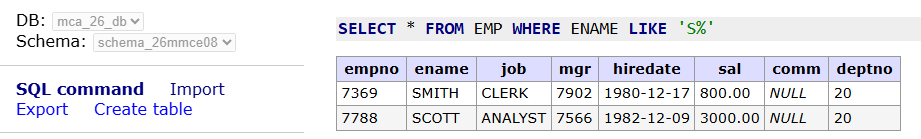 DB: mca_26_db
Schema: schema_26mmce08
SQL command Import
Export Create table
SELECT * FROM EMP WHERE ENAME LIKE 'S%'
empno ename job mgr hiredate sal comm deptno
7369 SMITH CLERK 7902 1980-12-17 800.00 NULL 20
7788 SCOTT ANALYST 7566 1982-12-09 3000.00 NULL 20